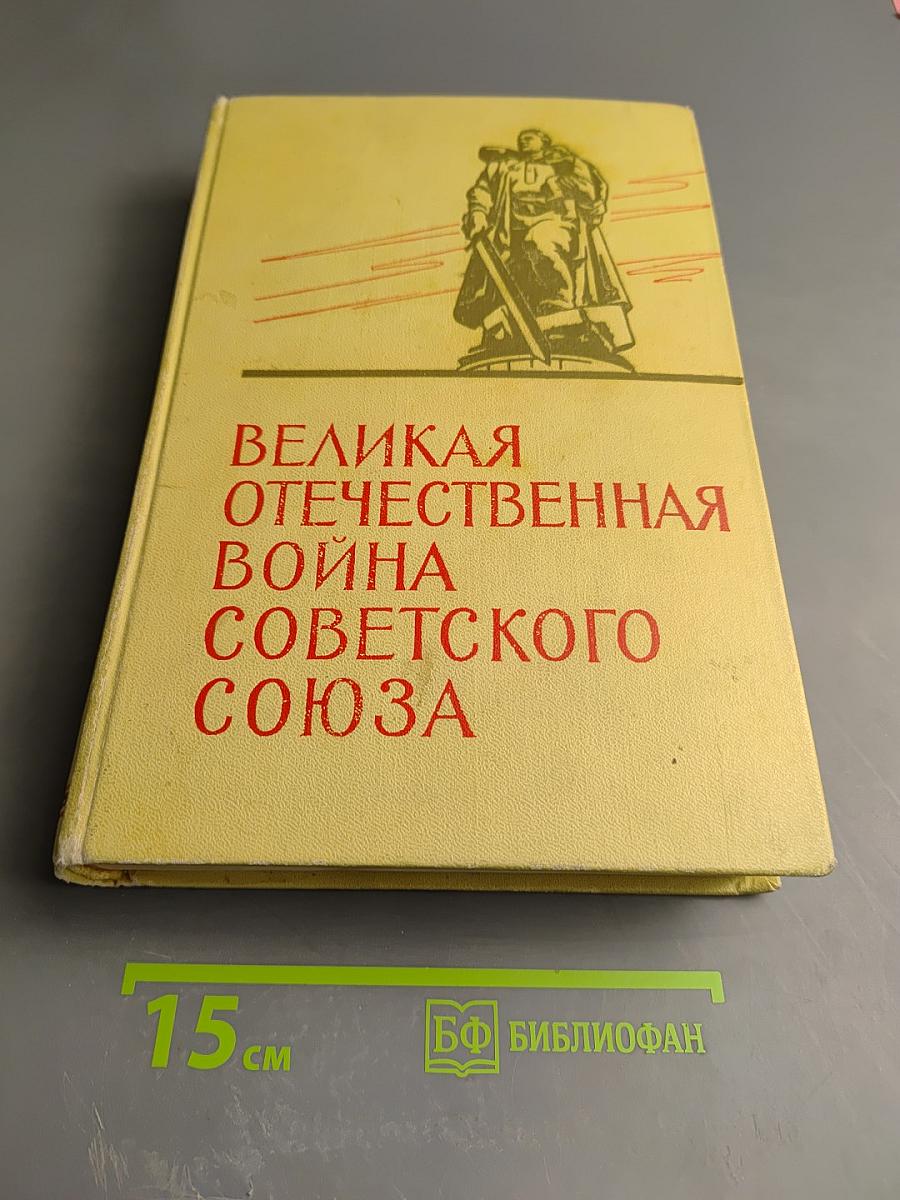 ВЕЛИКАЯ
ОТЕЧЕСТВЕННАЯ
ВОЙНА
СОВЕТСКОГО
СОЮЗА
15 см
БФ БИБЛИОФАН